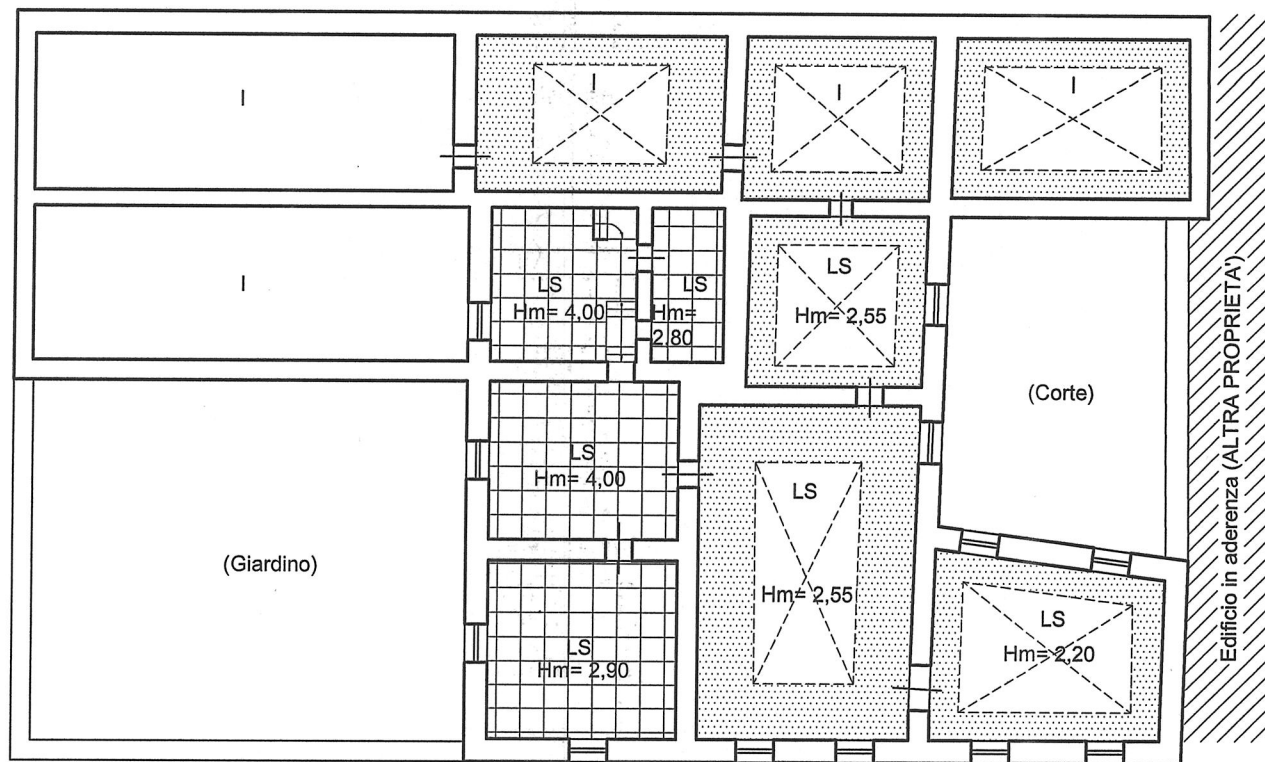 I
I
I
I
I
LS
Hm= 4,00
LS
Hm=
2.80
LS
Hm= 2,55
(Corte)
LS
Hm= 4,00
LS
Hm= 2,55
(Giardino)
LS
Hm= 2,90
LS
Hm= 2,20
Edificio in aderenza (ALTRA PROPRIETA')